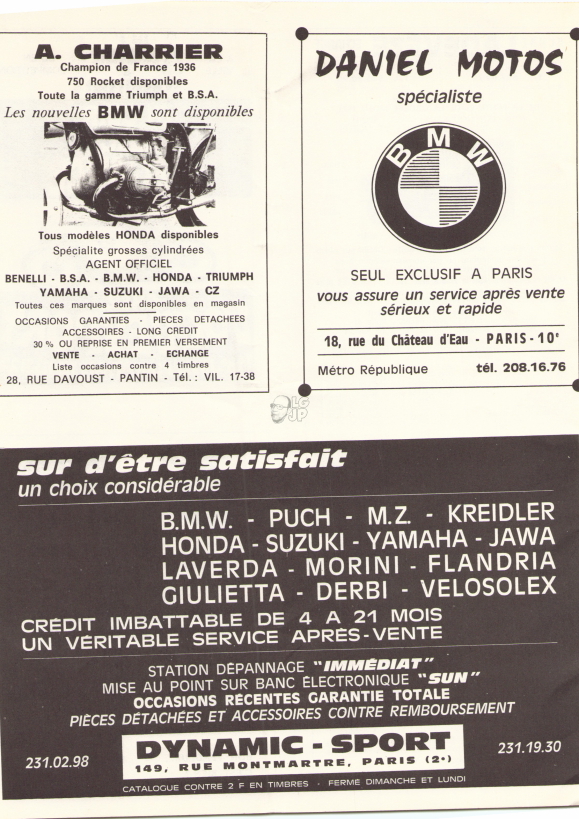 A. CHARRIER
Champion de France 1936
750 Rocket disponibles
Toute la gamme Triumph et B.S.A.
Les nouvelles BMW sont disponibles
Tous modèles HONDA disponibles
Spécialite grosses cylindrées
AGENT OFFICIEL
BENELLI - B.S.A. - B.M.W. - HONDA - TRIUMPH
YAMAHA - SUZUKI - JAWA - CZ
Toutes ces marques sont disponibles en magasin
OCCASIONS GARANTIES - PIECES DETACHEES
ACCESSOIRES - LONG CREDIT
30 % OU REPRISE EN PREMIER VERSEMENT
VENTE - ACHAT - ECHANGE
Liste occasions contre 4 timbres
28, RUE DAVOUST - PANTIN - Tél. : VIL. 17-38
DANIEL MOTOS
spécialiste
BMW
SEUL EXCLUSIF A PARIS
vous assure un service après vente
sérieux et rapide
18, rue du Château d'Eau - PARIS-10e
Métro République tél. 208.16.76
LG
JP
sur d'être satisfait
un choix considérable
B.M.W. - PUCH - M.Z. - KREIDLER
HONDA - SUZUKI - YAMAHA - JAWA
LAVERDA - MORINI - FLANDRIA
GIULIETTA - DERBI - VELOSOLEX
CRÉDIT IMBATTABLE DE 4 A 21 MOIS
UN VÉRITABLE SERVICE APRÈS-VENTE
STATION DÉPANNAGE "IMMÉDIAT"
MISE AU POINT SUR BANC ÉLECTRONIQUE "SUN"
OCCASIONS RÉCENTES GARANTIE TOTALE
PIÈCES DÉTACHÉES ET ACCESSOIRES CONTRE REMBOURSEMENT
231.02.98
DYNAMIC - SPORT
149, RUE MONTMARTRE, PARIS (2e)
231.19.30
CATALOGUE CONTRE 2 F EN TIMBRES - FERMÉ DIMANCHE ET LUNDI